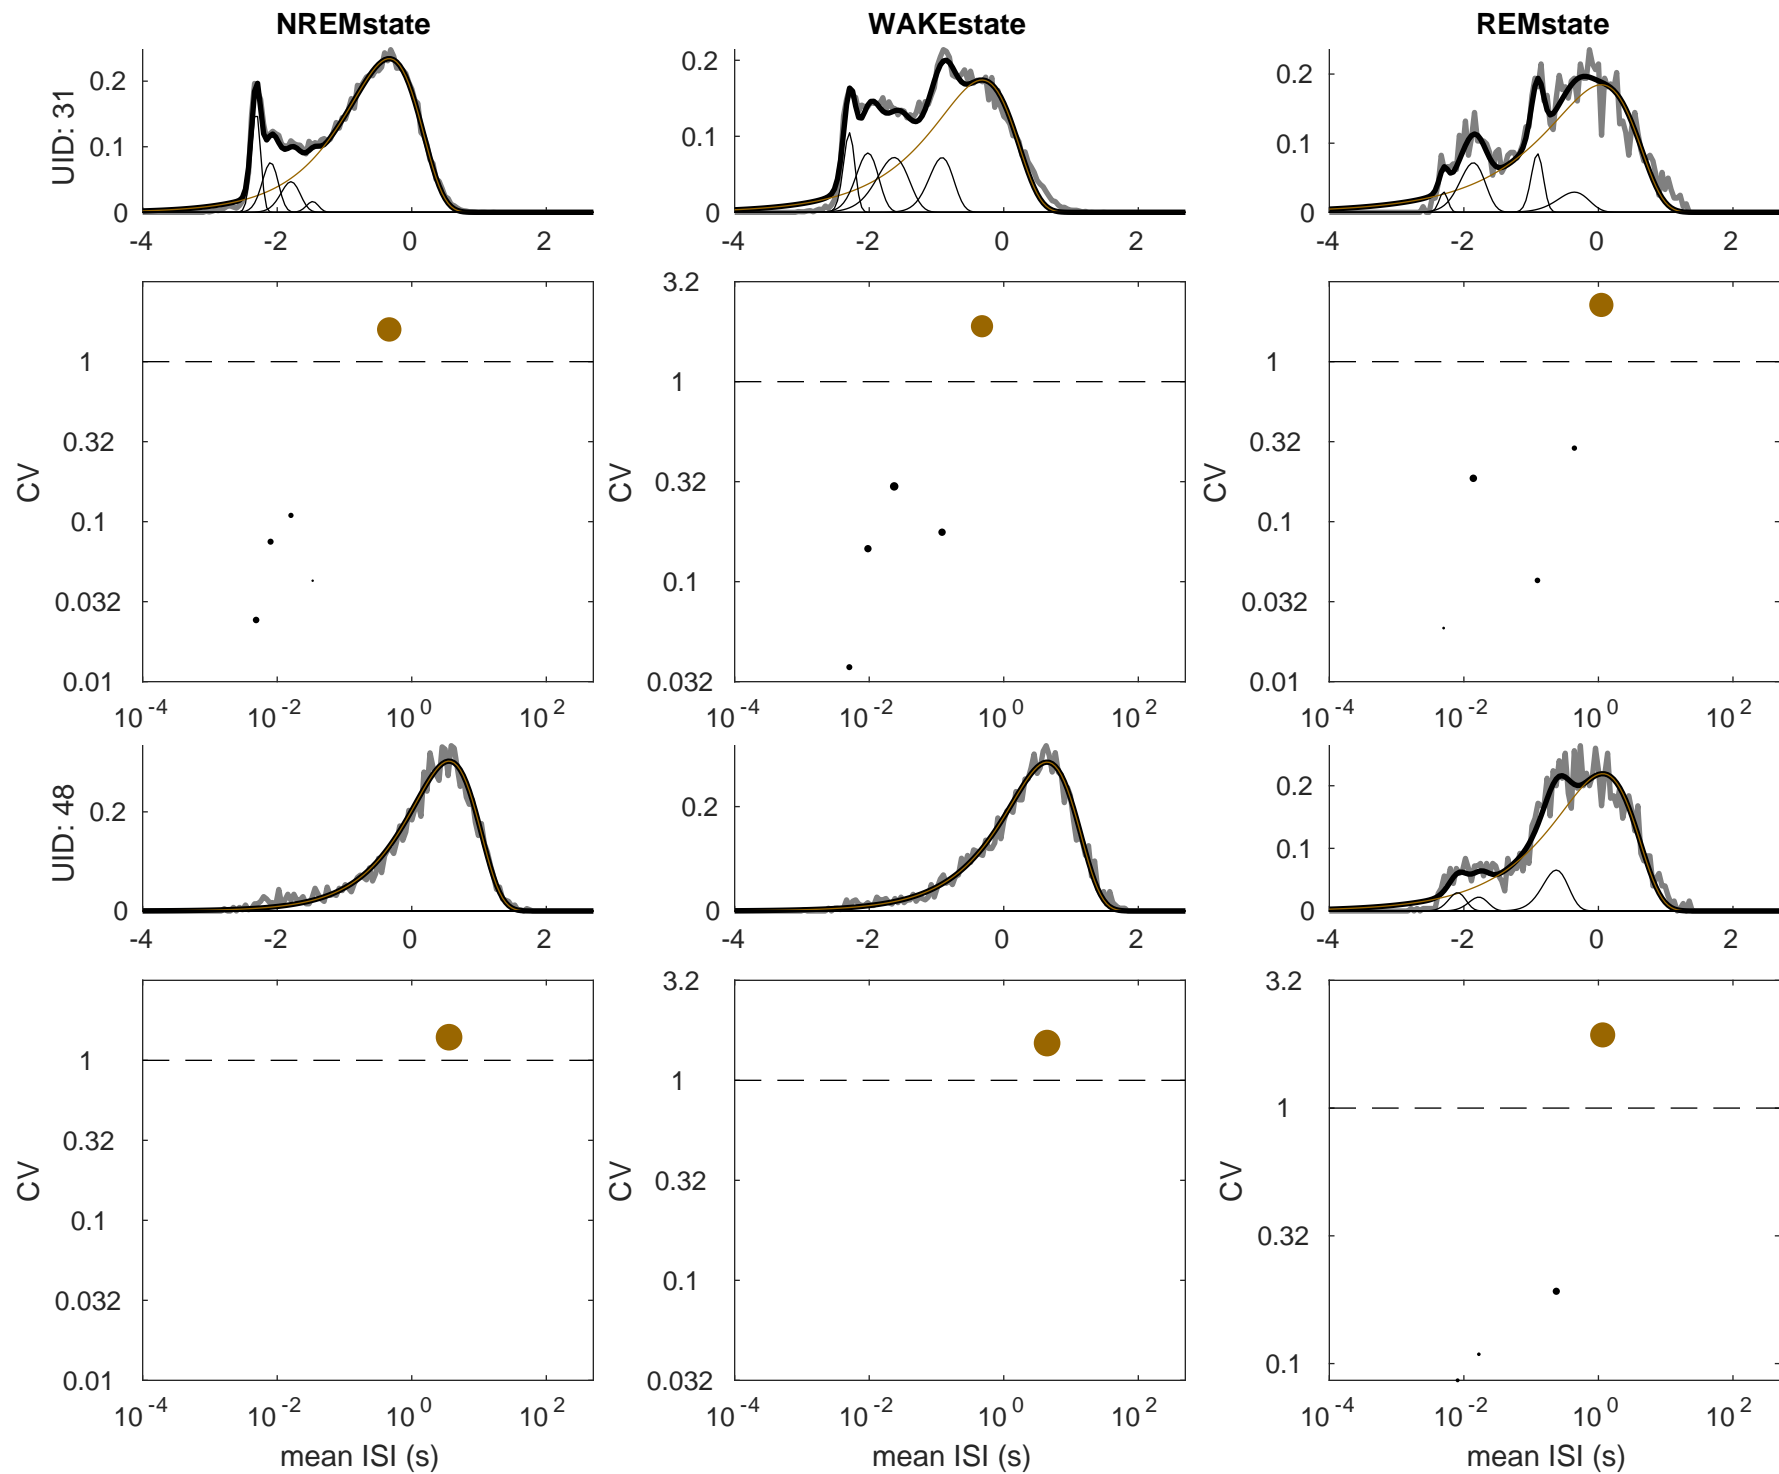 NREMstate WAKEstate REMstate
UID: 31
0.2 0.2 0.2
0.1 0.1 0.1
0 0 0
-4 -2 0 2 -4 -2 0 2 -4 -2 0 2
CV CV CV
3.2
1 1 1
0.32 0.32 0.32
0.1 0.1 0.1
0.032 0.032 0.032
0.01 0.01
10^-4 10^-2 10^0 10^2 10^-4 10^-2 10^0 10^2 10^-4 10^-2 10^0 10^2
UID: 48
0.2 0.2 0.2
0.1
0 0 0
-4 -2 0 2 -4 -2 0 2 -4 -2 0 2
CV CV CV
3.2 3.2
1 1 1
0.32 0.32 0.32
0.1 0.1 0.1
0.032 0.032
0.01
10^-4 10^-2 10^0 10^2 10^-4 10^-2 10^0 10^2 10^-4 10^-2 10^0 10^2
mean ISI (s) mean ISI (s) mean ISI (s)